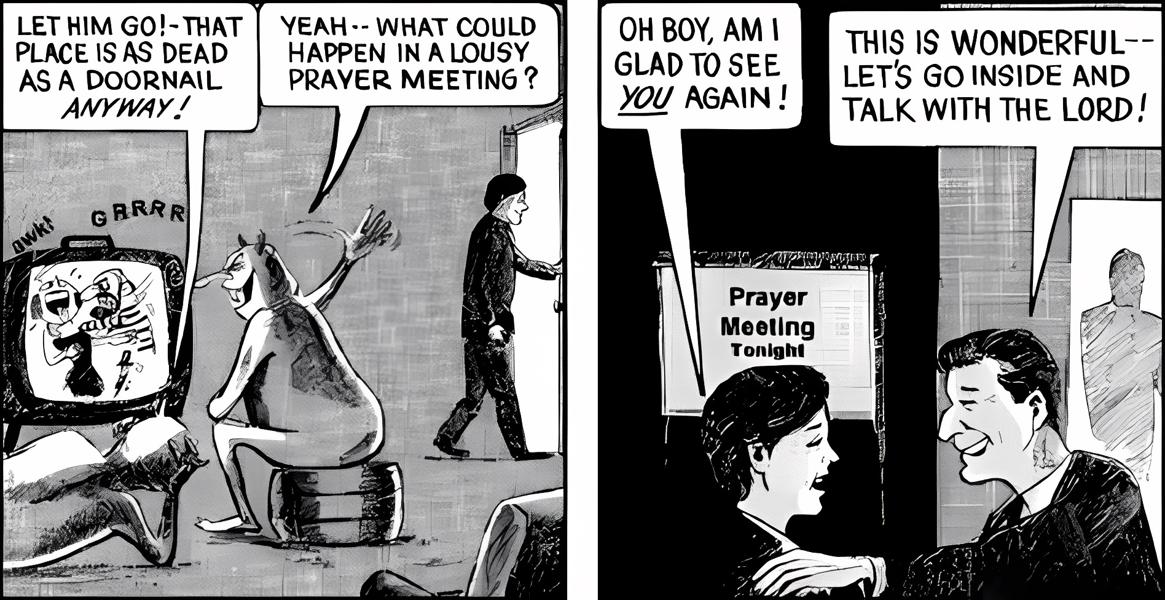 LET HIM GO!-THAT
PLACE IS AS DEAD
AS A DOORNAIL
ANYWAY!
YEAH-- WHAT COULD
HAPPEN IN A LOUSY
PRAYER MEETING?
GRRRR
OH BOY, AM I
GLAD TO SEE
YOU AGAIN!
THIS IS WONDERFUL--
LET'S GO INSIDE AND
TALK WITH THE LORD!
Prayer
Meeting
Tonight